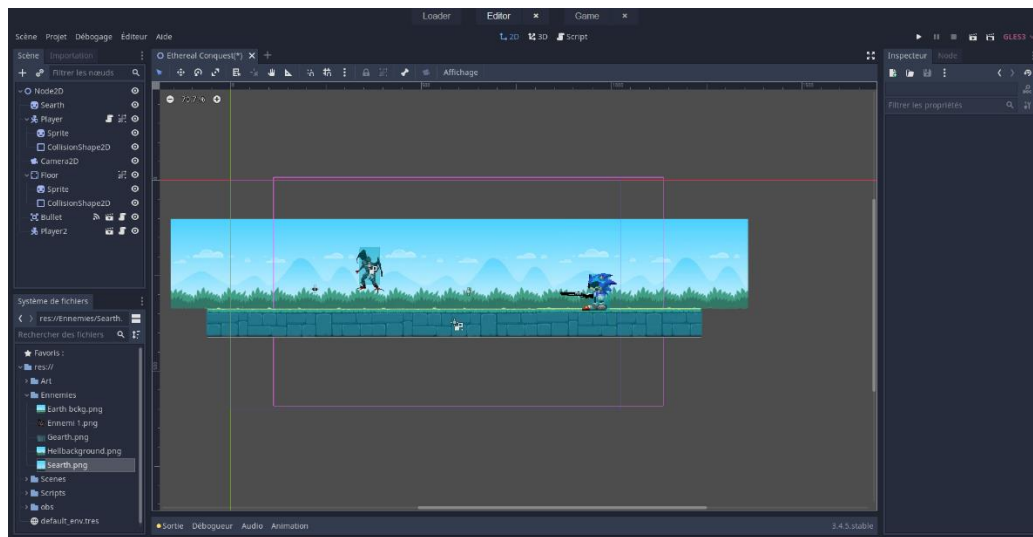 Loader Editor × Game ×
Scène Projet Débogage Éditeur Aide 2D 3D Script GLES3
Scène Importation Ethereal Conquest(*) Inspecteur Node
Filtrer les nœuds Affichage
Node2D
Searth
Player
Sprite
CollisionShape2D
Camera2D
Floor
Sprite
CollisionShape2D
Bullet
Player2
Filtrer les propriétés
Système de fichiers
res://Ennemies/Searth.
Rechercher des fichiers
Favoris :
res://
Art
Ennemies
Earth bckg.png
Ennemi 1.png
Gearth.png
Hellbackground.png
Searth.png
Scenes
Scripts
obs
default_env.tres
Sortie Débogueur Audio Animation 3.4.5.stable